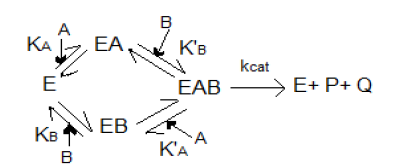 B
A
KA EA K'B
kcat
E EAB E+ P+ Q
KB EB A
B K'A